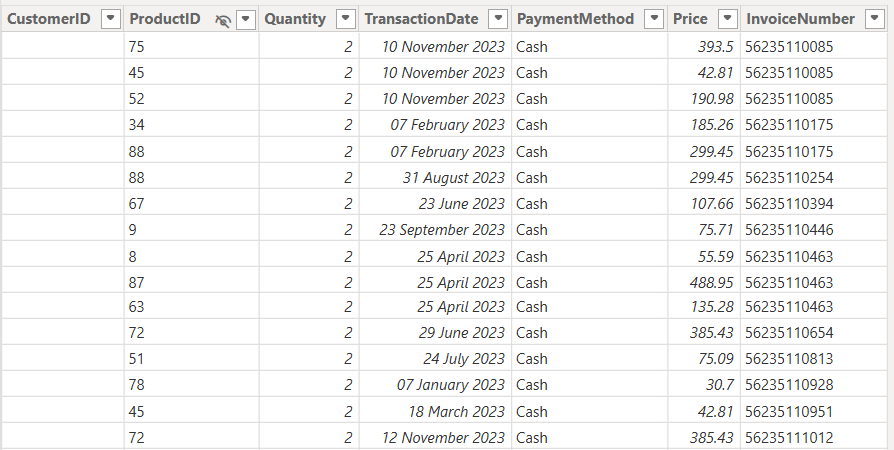 CustomerID ProductID Quantity TransactionDate PaymentMethod Price InvoiceNumber
75 2 10 November 2023 Cash 393.5 56235110085
45 2 10 November 2023 Cash 42.81 56235110085
52 2 10 November 2023 Cash 190.98 56235110085
34 2 07 February 2023 Cash 185.26 56235110175
88 2 07 February 2023 Cash 299.45 56235110175
88 2 31 August 2023 Cash 299.45 56235110254
67 2 23 June 2023 Cash 107.66 56235110394
9 2 23 September 2023 Cash 75.71 56235110446
8 2 25 April 2023 Cash 55.59 56235110463
87 2 25 April 2023 Cash 488.95 56235110463
63 2 25 April 2023 Cash 135.28 56235110463
72 2 29 June 2023 Cash 385.43 56235110654
51 2 24 July 2023 Cash 75.09 56235110813
78 2 07 January 2023 Cash 30.7 56235110928
45 2 18 March 2023 Cash 42.81 56235110951
72 2 12 November 2023 Cash 385.43 56235111012